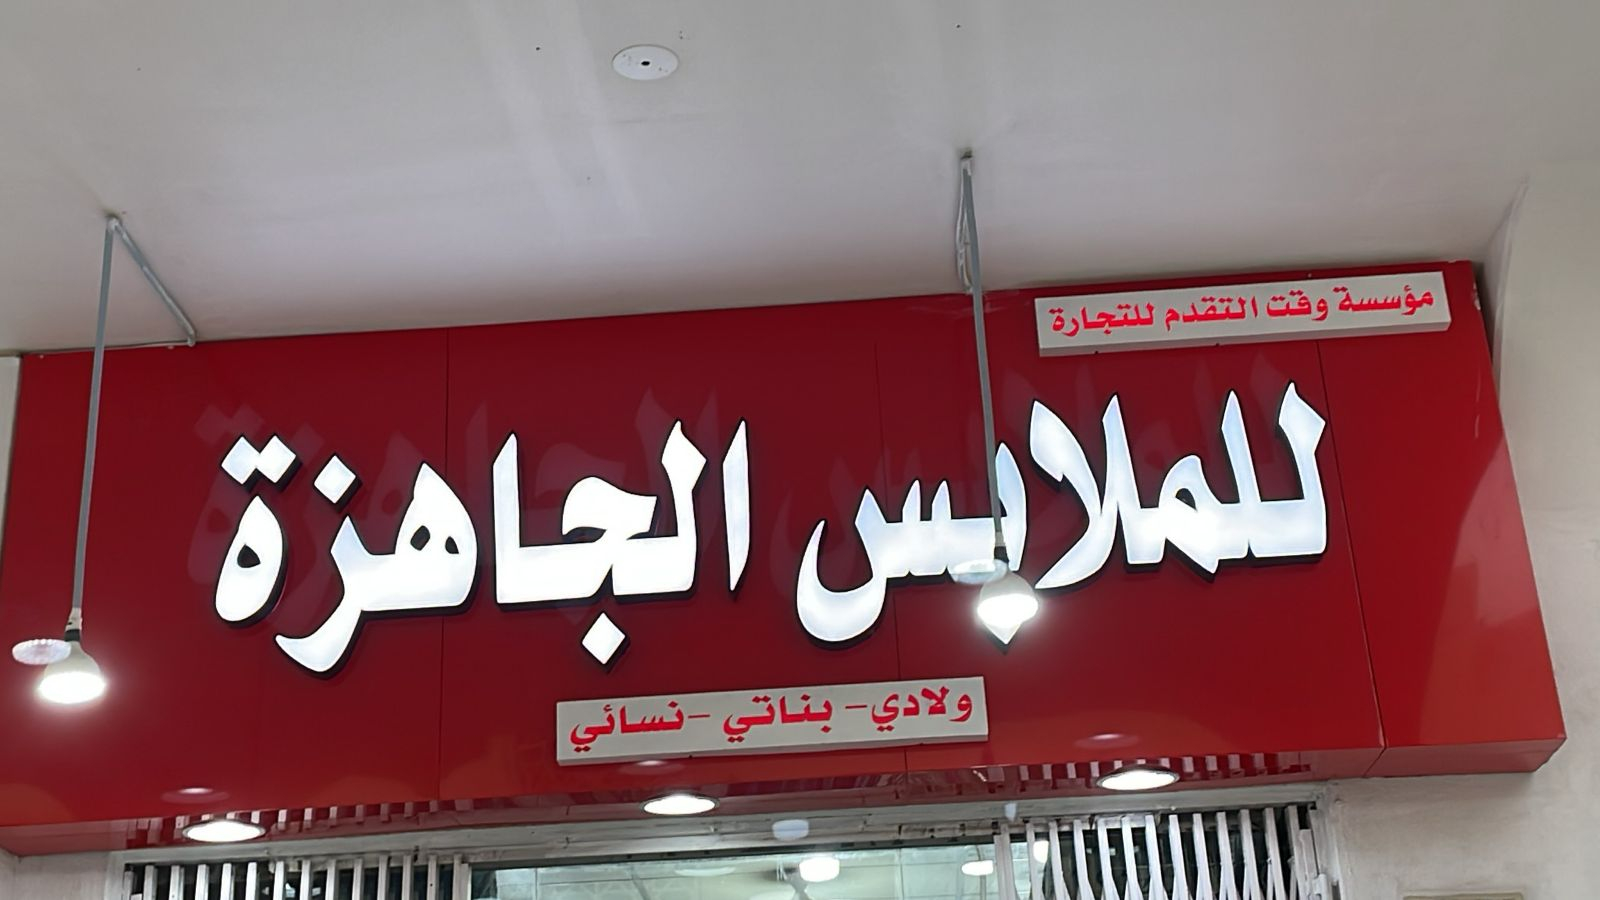 مؤسسة وقت التقدم للتجارة
للملابس الجاهزة
ولادي- بناتي -نسائي